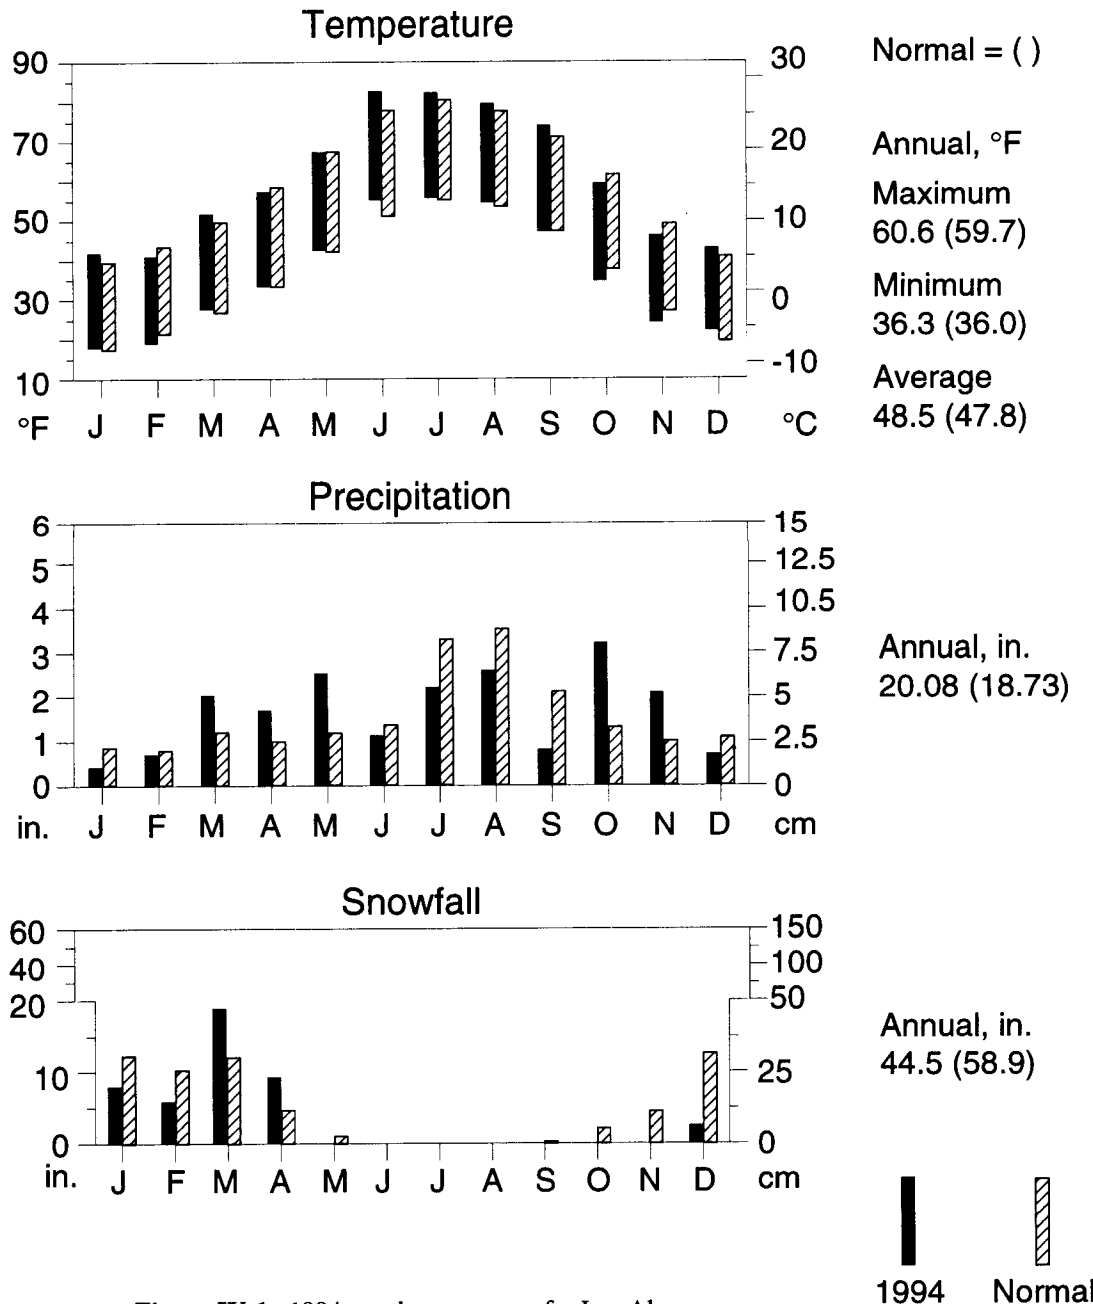 Temperature
90
70
50
30
10
30
20
10
0
-10
°F J F M A M J J A S O N D °C
Normal = ( )
Annual, °F
Maximum
60.6 (59.7)
Minimum
36.3 (36.0)
Average
48.5 (47.8)
Precipitation
6
5
4
3
2
1
0
15
12.5
10.5
7.5
5
2.5
0
in. J F M A M J J A S O N D cm
Annual, in.
20.08 (18.73)
Snowfall
60
40
20
10
0
150
100
50
25
0
in. J F M A M J J A S O N D cm
Annual, in.
44.5 (58.9)
1994 Normal